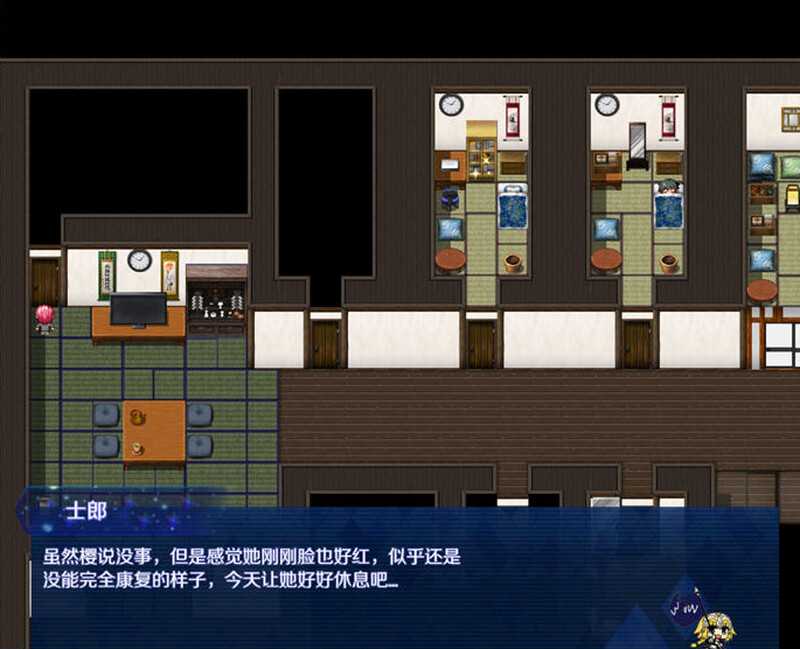 士郎
虽然樱说没事，但是感觉她刚刚脸也好红，似乎还是
没能完全康复的样子，今天让她好好休息吧...